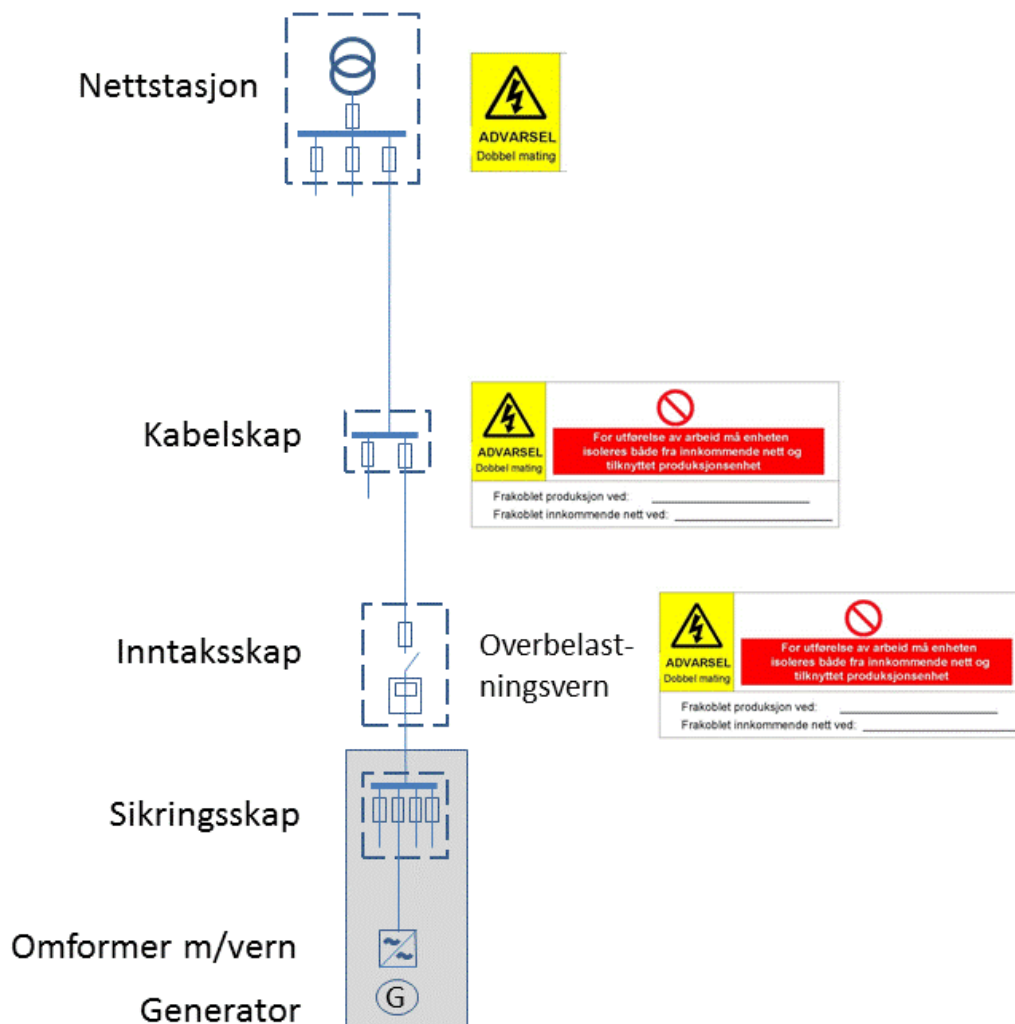 Nettstasjon
ADVARSEL
Dobbel mating
Kabelskap
ADVARSEL
Dobbel mating
For utførelse av arbeid må enheten
isoleres både fra innkommende nett og
tilknyttet produksjonsenhet
Frakoblet produksjon ved:
Frakoblet innkommende nett ved:
Inntaksskap
Overbelast-
ningsvern
ADVARSEL
Dobbel mating
For utførelse av arbeid må enheten
isoleres både fra innkommende nett og
tilknyttet produksjonsenhet
Frakoblet produksjon ved:
Frakoblet innkommende nett ved:
Sikringsskap
Omformer m/vern
Generator
G